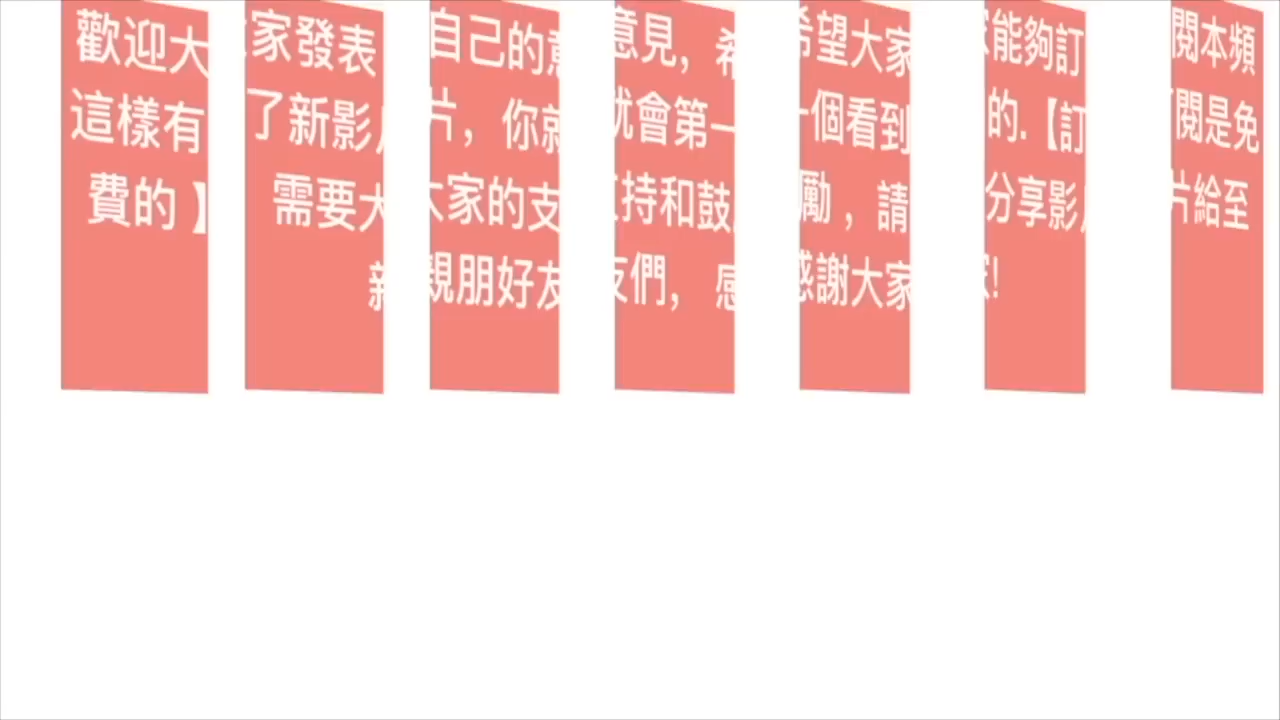 歡迎大家發表自己的意見，希望大家能夠訂閱本頻
這樣有了新影片，你就會第一個看到的.【訂閱是免
費的】需要大家的支持和鼓勵，請分享影片給至
親朋好友們，感謝大家!